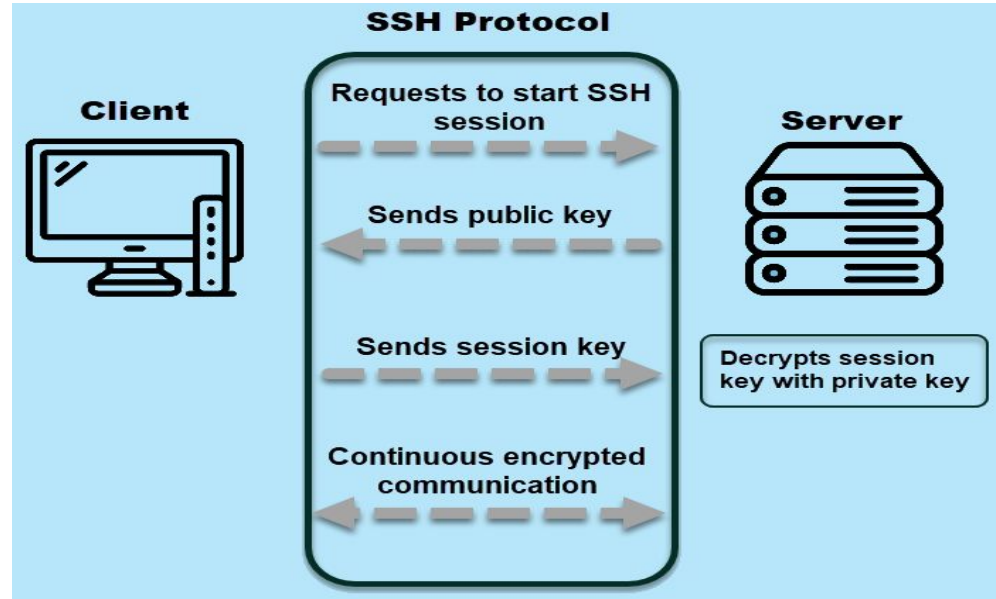 SSH Protocol
Client
Requests to start SSH
session
Server
Sends public key
Sends session key
Decrypts session
key with private key
Continuous encrypted
communication